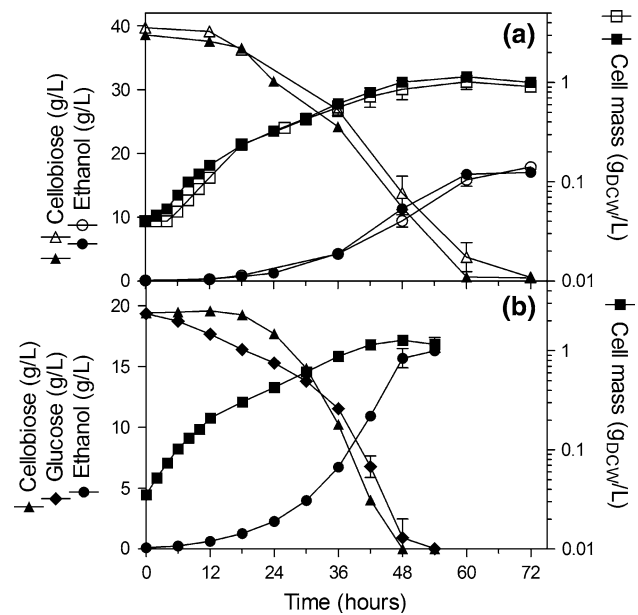 (a)
40
30
20
10
0
Cellobiose (g/L)
Ethanol (g/L)
1
0.1
0.01
Cell mass (gDCW/L)
(b)
20
15
10
5
0
Cellobiose (g/L)
Glucose (g/L)
Ethanol (g/L)
1
0.1
0.01
Cell mass (gDCW/L)
0 12 24 36 48 60 72
Time (hours)